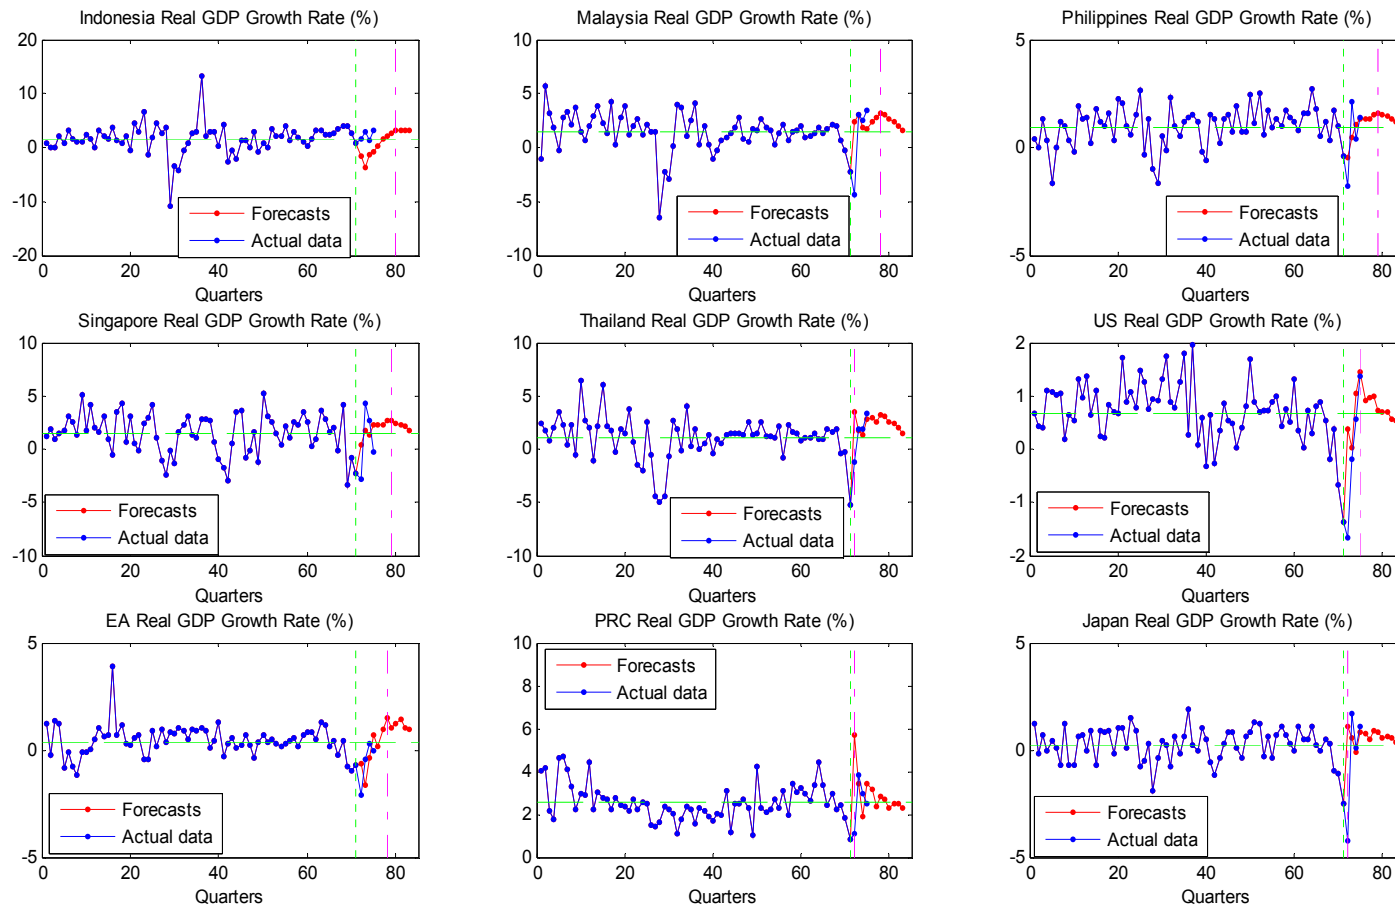 Indonesia Real GDP Growth Rate (%)
20
10
0
-10
-20
0 20 40 60 80
Forecasts
Actual data
Quarters
Malaysia Real GDP Growth Rate (%)
10
5
0
-5
-10
0 20 40 60 80
Forecasts
Actual data
Quarters
Philippines Real GDP Growth Rate (%)
5
0
-5
0 20 40 60 80
Forecasts
Actual data
Quarters
Singapore Real GDP Growth Rate (%)
10
5
0
-5
-10
0 20 40 60 80
Forecasts
Actual data
Quarters
Thailand Real GDP Growth Rate (%)
10
5
0
-5
-10
0 20 40 60 80
Forecasts
Actual data
Quarters
US Real GDP Growth Rate (%)
2
1
0
-1
-2
0 20 40 60 80
Forecasts
Actual data
Quarters
EA Real GDP Growth Rate (%)
5
0
-5
0 20 40 60 80
Forecasts
Actual data
Quarters
PRC Real GDP Growth Rate (%)
10
8
6
4
2
0
0 20 40 60 80
Forecasts
Actual data
Quarters
Japan Real GDP Growth Rate (%)
5
0
-5
0 20 40 60 80
Forecasts
Actual data
Quarters